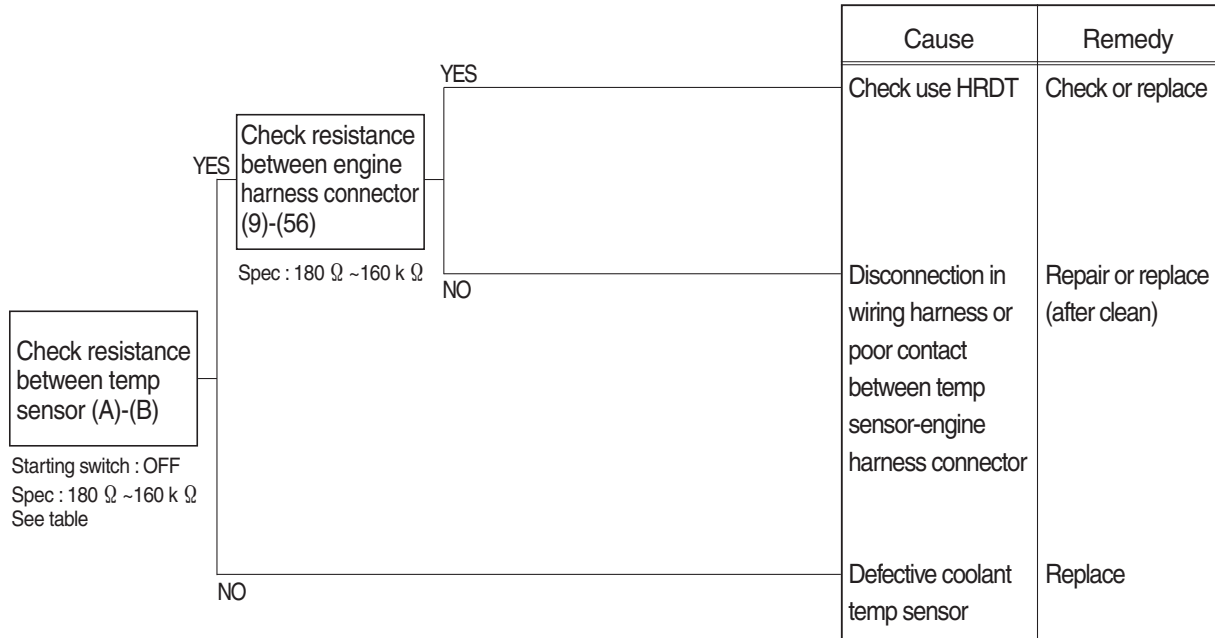 Cause
Remedy
YES
Check use HRDT
Check or replace
Check resistance
between engine
harness connector
(9)-(56)
YES
Spec : 180 Ω ~160 k Ω
NO
Disconnection in
wiring harness or
poor contact
between temp
sensor-engine
harness connector
Repair or replace
(after clean)
Check resistance
between temp
sensor (A)-(B)
Starting switch : OFF
Spec : 180 Ω ~160 k Ω
See table
NO
Defective coolant
temp sensor
Replace